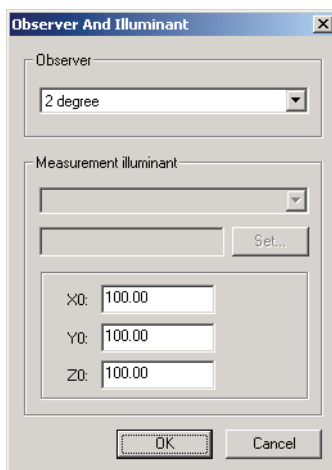 Observer And Illuminant
Observer
2 degree
Measurement illuminant
Set...
X0: 100.00
Y0: 100.00
Z0: 100.00
OK Cancel